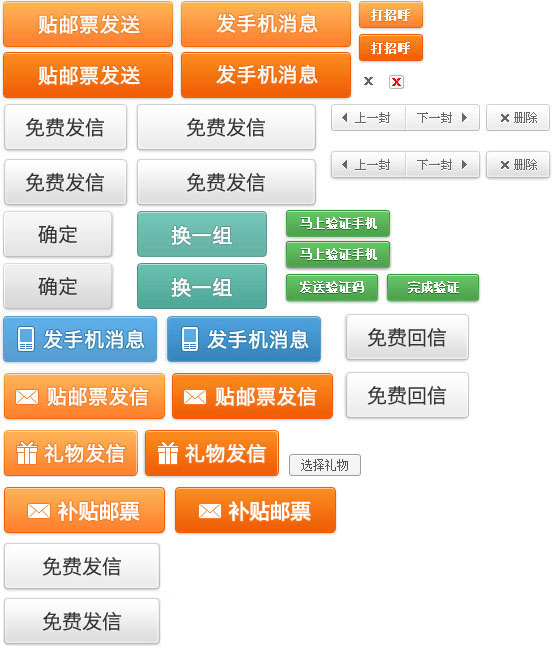 贴邮票发送 发手机消息 打招呼
贴邮票发送 发手机消息 打招呼
免费发信 免费发信 上一封 下一封 删除
免费发信 免费发信 上一封 下一封 删除
确定 换一组 马上验证手机
马上验证手机
确定 换一组 发送验证码 完成验证
发手机消息 发手机消息 免费回信
贴邮票发信 贴邮票发信 免费回信
礼物发信 礼物发信 选择礼物
补贴邮票 补贴邮票
免费发信
免费发信